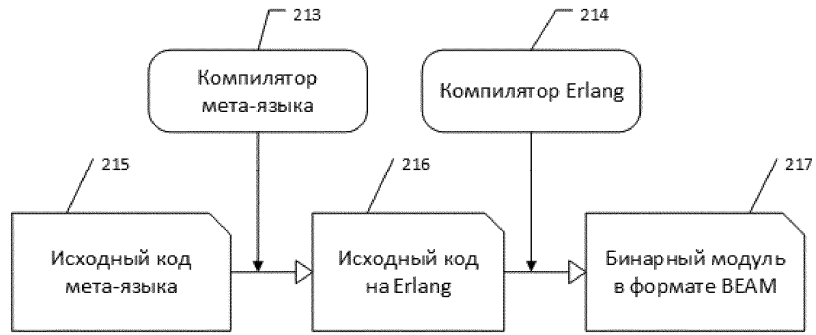 213
214
Компилятор
мета-языка
Компилятор Erlang
215
216
217
Исходный код
мета-языка
Исходный код
на Erlang
Бинарный модуль
в формате BEAM